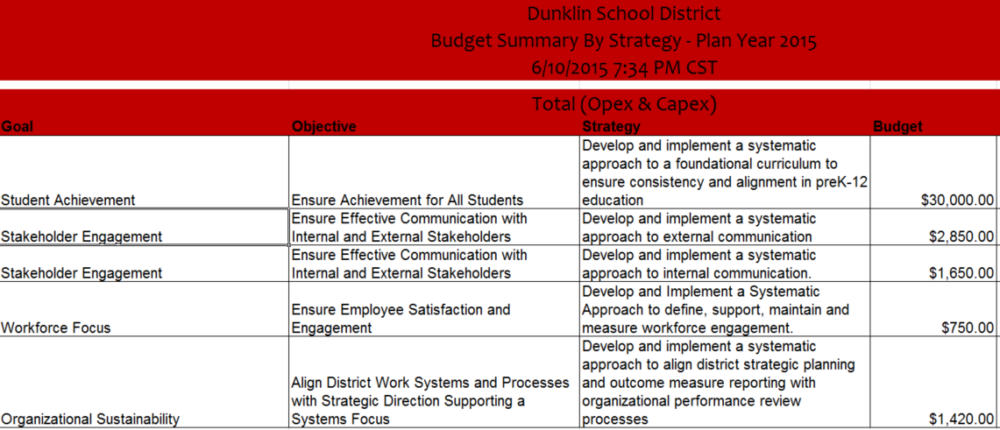 Dunklin School District
Budget Summary By Strategy - Plan Year 2015
6/10/2015 7:34 PM CST
Total (Opex & Capex)
Goal Objective Strategy Budget
Develop and implement a systematic
approach to a foundational curriculum to
ensure consistency and alignment in preK-12
Student Achievement Ensure Achievement for All Students education $30,000.00
Ensure Effective Communication with Develop and implement a systematic
Stakeholder Engagement Internal and External Stakeholders approach to external communication $2,850.00
Ensure Effective Communication with Develop and implement a systematic
Stakeholder Engagement Internal and External Stakeholders approach to internal communication. $1,650.00
Develop and Implement a Systematic
Ensure Employee Satisfaction and Approach to define, support, maintain and
Workforce Focus Engagement measure workforce engagement. $750.00
Develop and implement a systematic
approach to align district strategic planning
Align District Work Systems and Processes and outcome measure reporting with
with Strategic Direction Supporting a organizational performance review
Organizational Sustainability Systems Focus processes $1,420.00